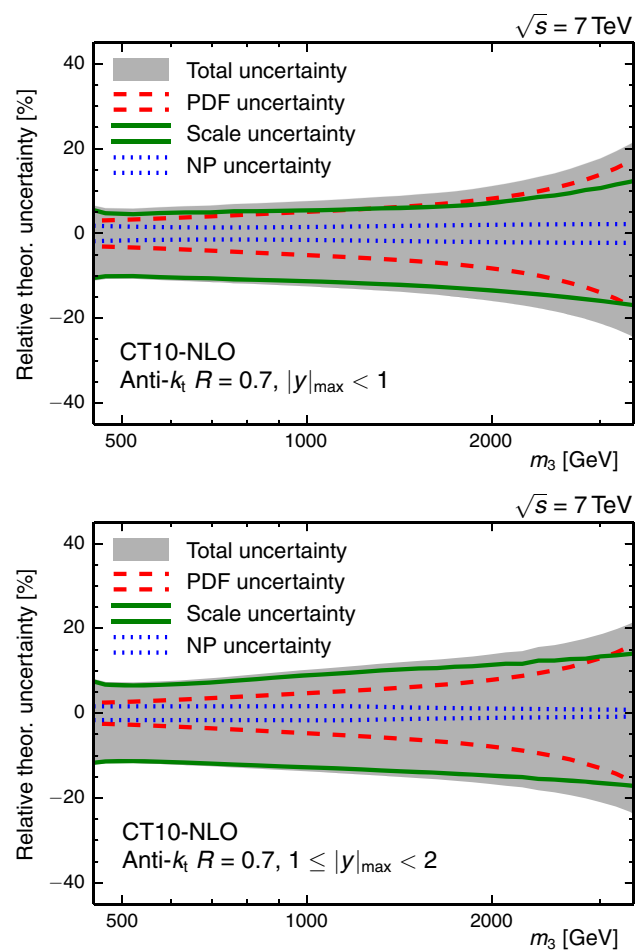 √s = 7 TeV
Relative theor. uncertainty [%]
40
20
0
−20
−40
Total uncertainty
PDF uncertainty
Scale uncertainty
NP uncertainty
CT10-NLO
Anti-kt R = 0.7, |y|max < 1
500 1000 2000
m3 [GeV]
√s = 7 TeV
Relative theor. uncertainty [%]
40
20
0
−20
−40
Total uncertainty
PDF uncertainty
Scale uncertainty
NP uncertainty
CT10-NLO
Anti-kt R = 0.7, 1 ≤ |y|max < 2
500 1000 2000
m3 [GeV]